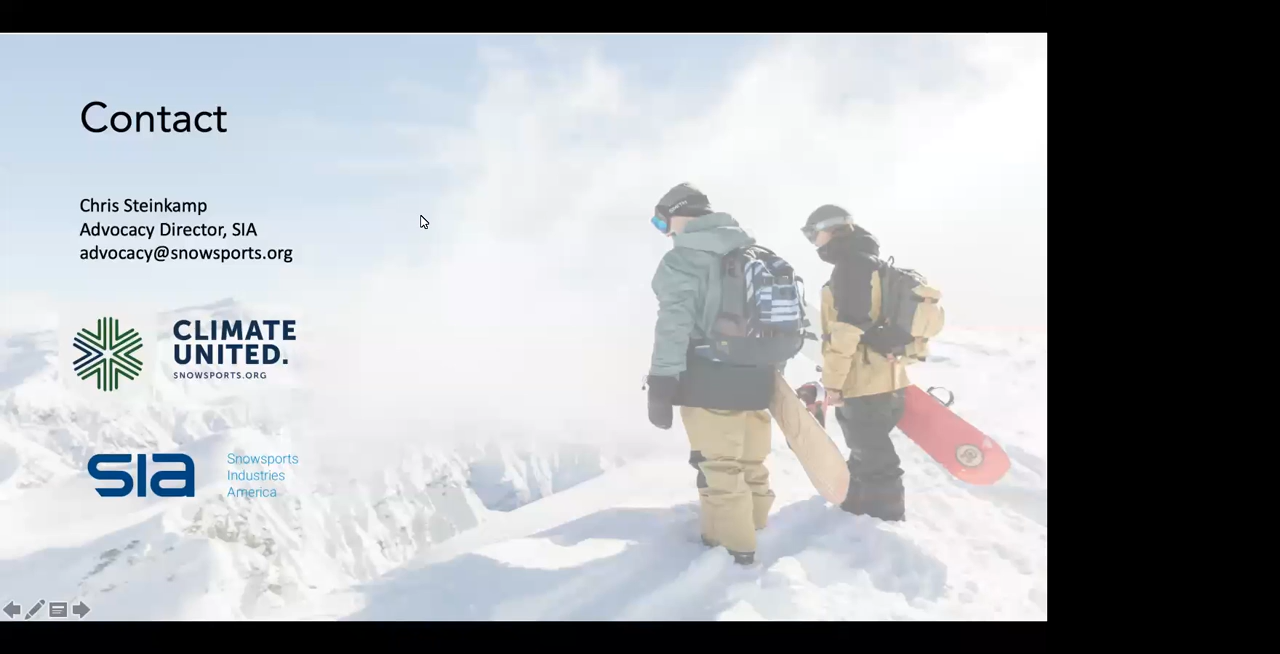 Contact
Chris Steinkamp
Advocacy Director, SIA
advocacy@snowsports.org
CLIMATE
UNITED.
SNOWSPORTS.ORG
sia
Snowsports
Industries
America